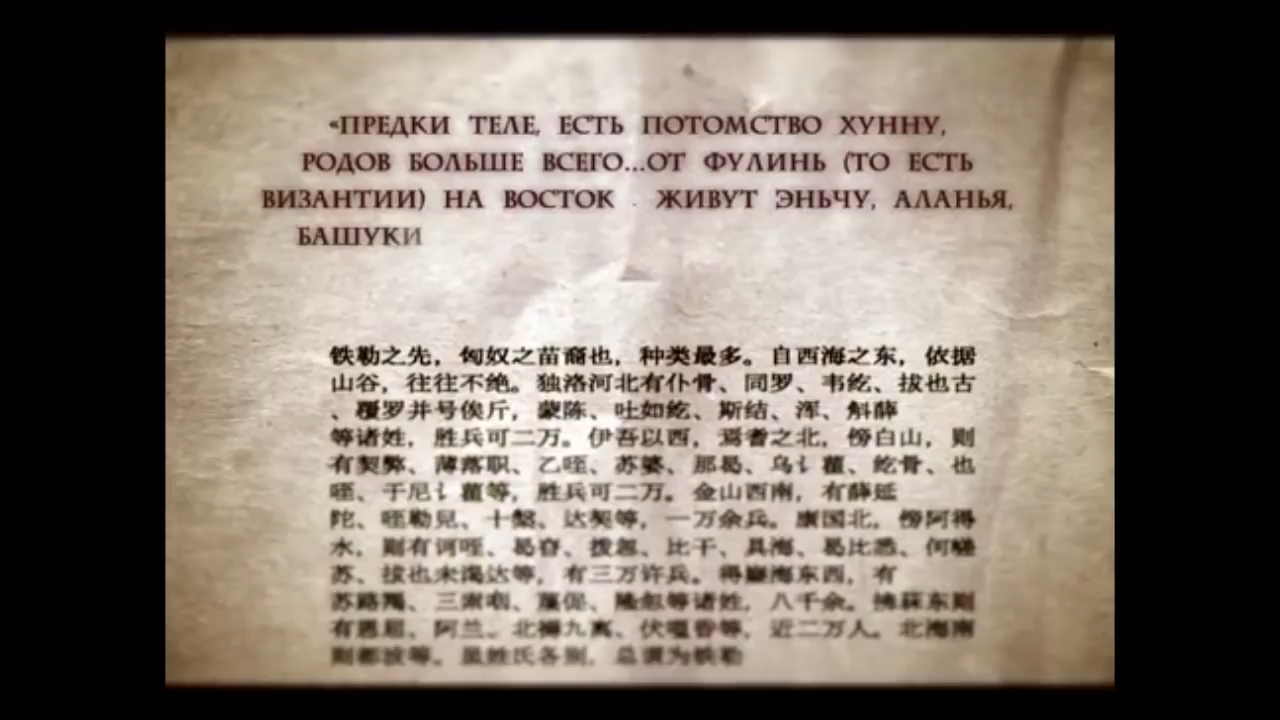 «ПРЕДКИ ТЕЛЕ, ЕСТЬ ПОТОМСТВО ХУННУ,
РОДОВ БОЛЬШЕ ВСЕГО...ОТ ФУЛИНЬ (ТО ЕСТЬ
ВИЗАНТИИ) НА ВОСТОК - ЖИВУТ ЭНЬЧУ, АЛАНЬЯ,
БАШУКИ
铁勒之先，匈奴之苗裔也，种类最多。自西海之东，依据
山谷，往往不绝。独洛河北有仆骨、同罗、韦纥、拔也古
、覆罗并号俟斤，蒙陈、吐如纥、斯结、浑、斛薛
等诸姓，胜兵可二万。伊吾以西，焉耆之北，傍白山，则
有契弊、薄落职、乙咥、苏婆、那曷、乌讠雚、纥骨、也
咥、于尼讠雚等，胜兵可二万。金山西南，有薛延
陀、咥勒兒、十槃、达契等，一万余兵。康国北，傍阿得
水，则有诃咥、曷旮、拨忽、比干、具海、曷比悉、何嵯
苏、拔也未渴达等，有三万许兵。得嶷海东西，有
苏路羯、三索咽、蔑促、隆忽等诸姓，八千余。拂菻东则
有恩屈、阿兰、北褥九离、伏嗢昏等，近二万人。北海南
则都波等。虽姓氏各别，总谓为铁勒